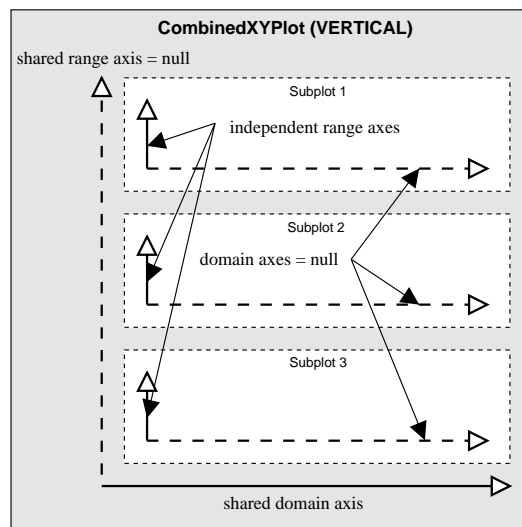 CombinedXYPlot (VERTICAL)
shared range axis = null
Subplot 1
independent range axes
Subplot 2
domain axes = null
Subplot 3
shared domain axis